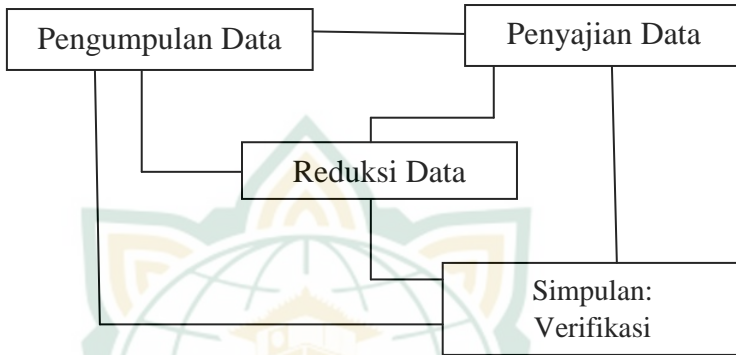 Pengumpulan Data
Penyajian Data
Reduksi Data
Simpulan:
Verifikasi